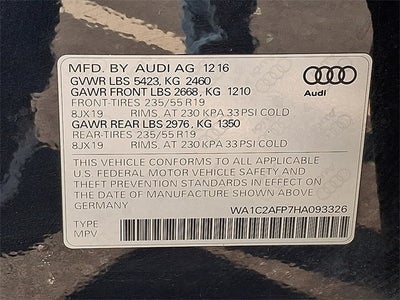 MFD. BY AUDI AG 12 16
GVWR LBS 5423, KG 2460
GAWR FRONT LBS 2668, KG 1210
FRONT-TIRES 235/55 R19
8JX19 RIMS, AT 230 KPA 33 PSI COLD
GAWR REAR LBS 2976, KG 1350
REAR-TIRES 235/55 R19
8JX19 RIMS, AT 230 KPA 33 PSI COLD
Audi
THIS VEHICLE CONFORMS TO ALL APPLICABLE
U.S. FEDERAL MOTOR VEHICLE SAFETY AND
THEFT PREVENTION STANDARDS IN EFFECT ON
THE DATE OF MANUFACTURE SHOWN ABOVE
GERMANY WA1C2AFP7HA093326
TYPE
MPV